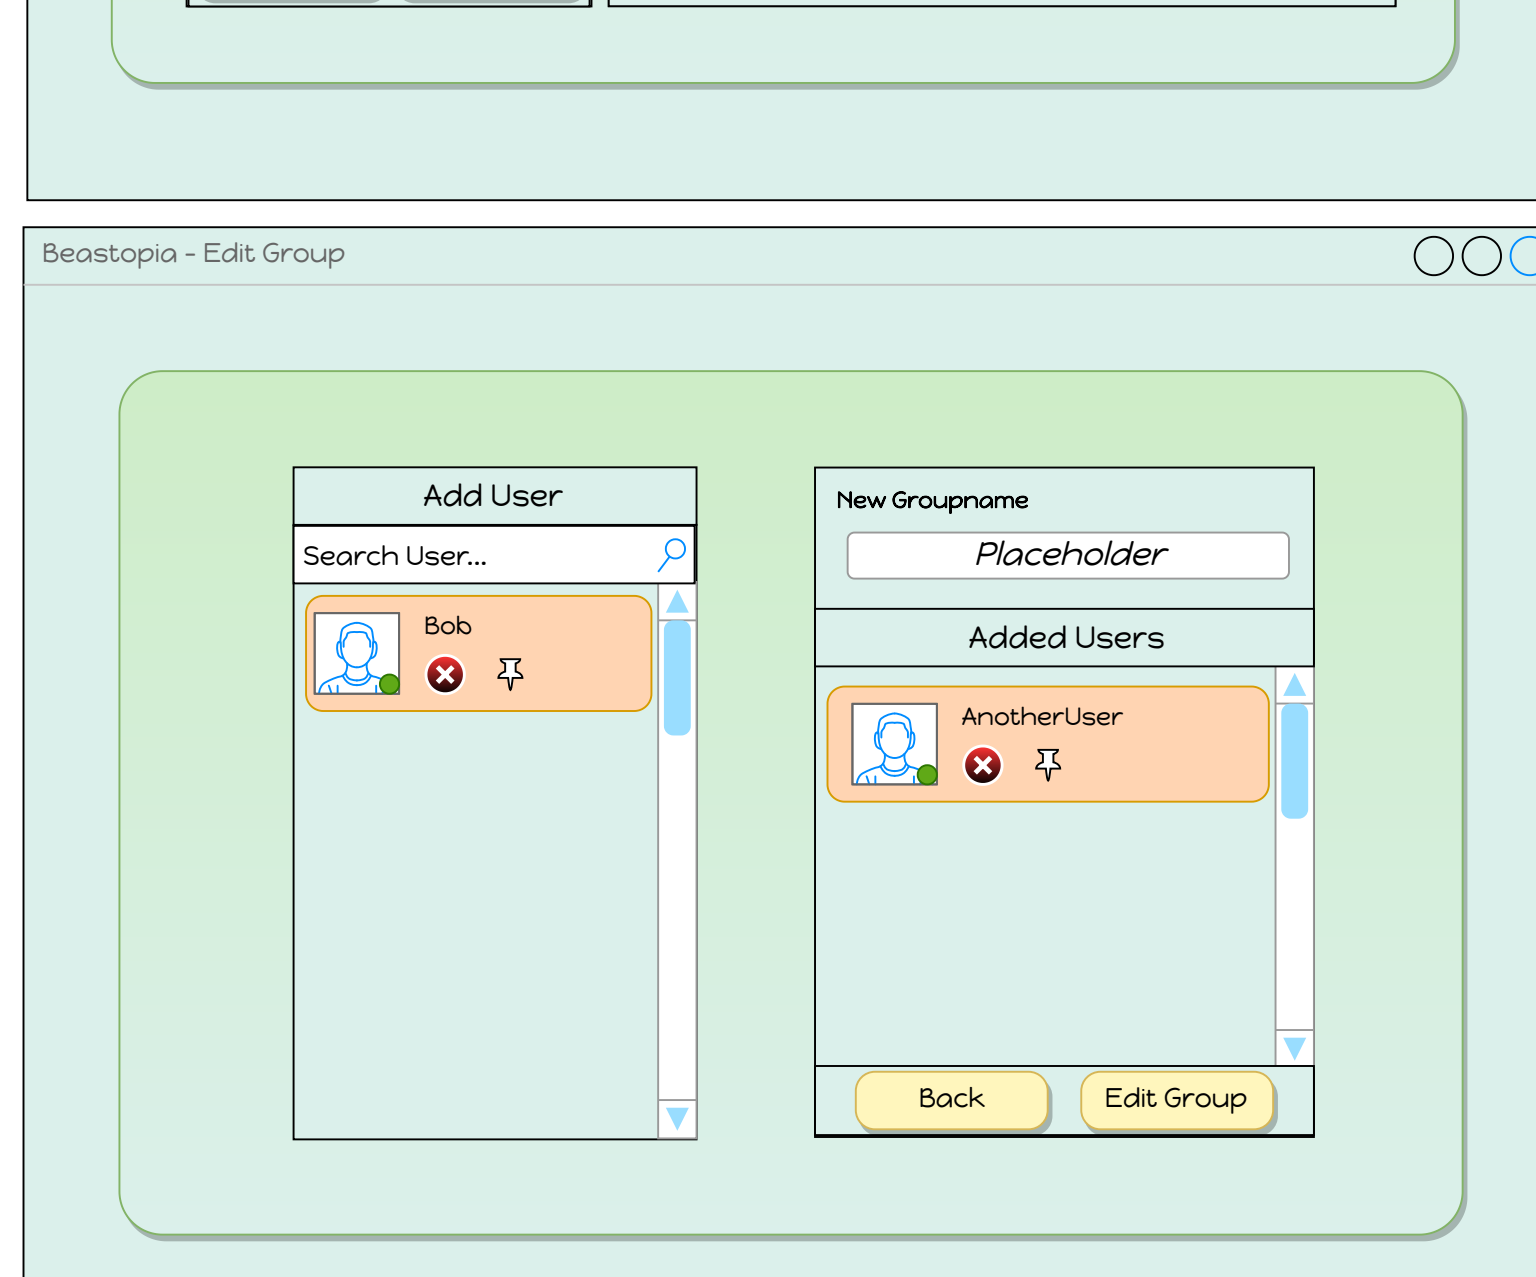 Beastopia - Edit Group
Add User
Search User...
Bob
New Groupname
Placeholder
Added Users
AnotherUser
Back
Edit Group